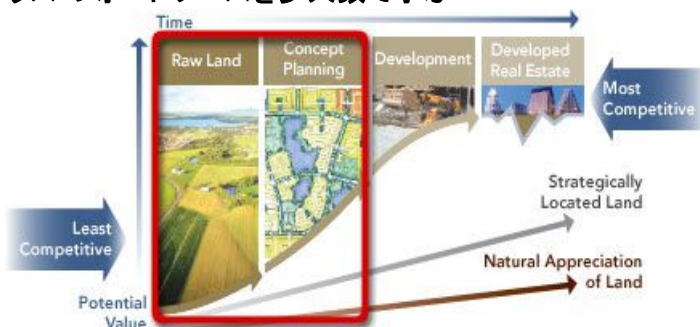 Time
Raw Land
Concept
Planning
Development
Developed
Real Estate
Most
Competitive
Strategically
Located Land
Least
Competitive
Natural Appreciation
of Land
Potential
Value